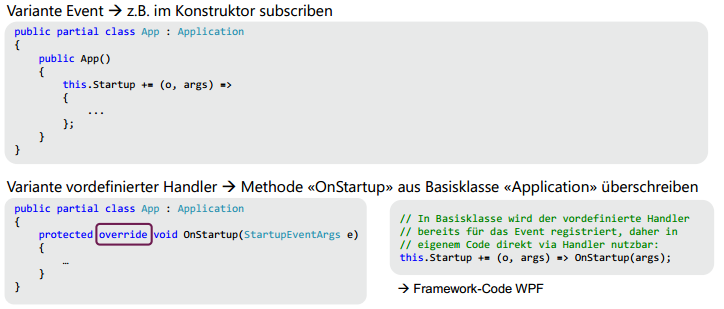 Variante Event → z.B. im Konstruktor subscriben
public partial class App : Application
{
public App()
{
this.Startup += (o, args) =>
{
...
};
}
}
Variante vordefinierter Handler → Methode «OnStartup» aus Basisklasse «Application» überschreiben
public partial class App : Application
{
protected override void OnStartup(StartupEventArgs e)
{
…
}
}
// In Basisklasse wird der vordefinierte Handler
// bereits für das Event registriert, daher in
// eigenem Code direkt via Handler nutzbar:
this.Startup += (o, args) => OnStartup(args);
→ Framework-Code WPF